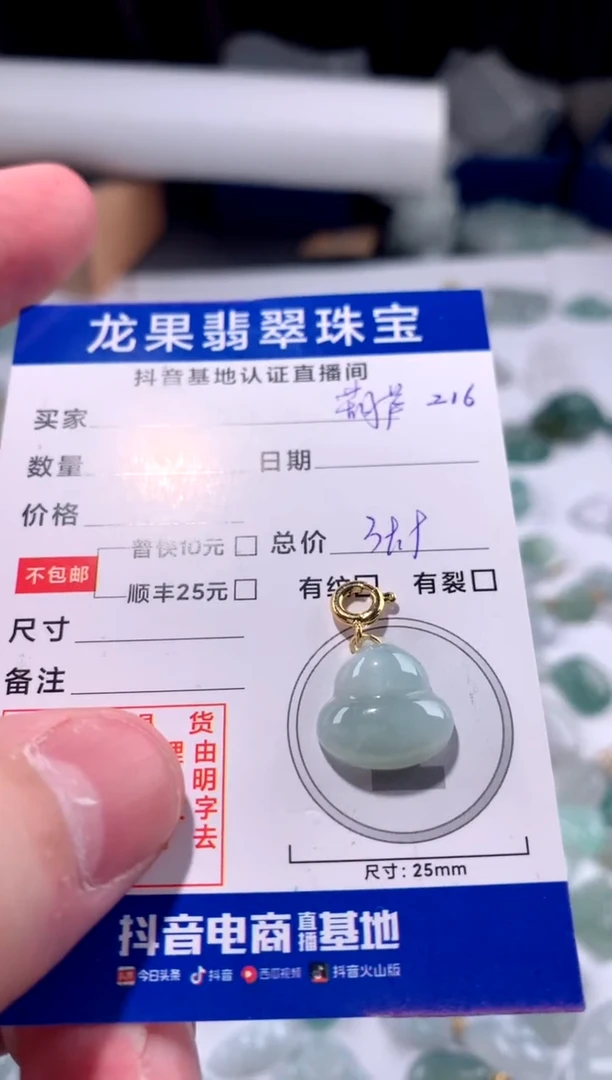 龙果翡翠珠宝
抖音基地认证直播间
买家 葫芦 216
数量 日期
价格
不包邮
普快10元 总价
顺丰25元 有纹 有裂
尺寸
备注
货由明字去
尺寸：25mm
抖音电商直播基地
今日头条 抖音 西瓜视频 抖音火山版